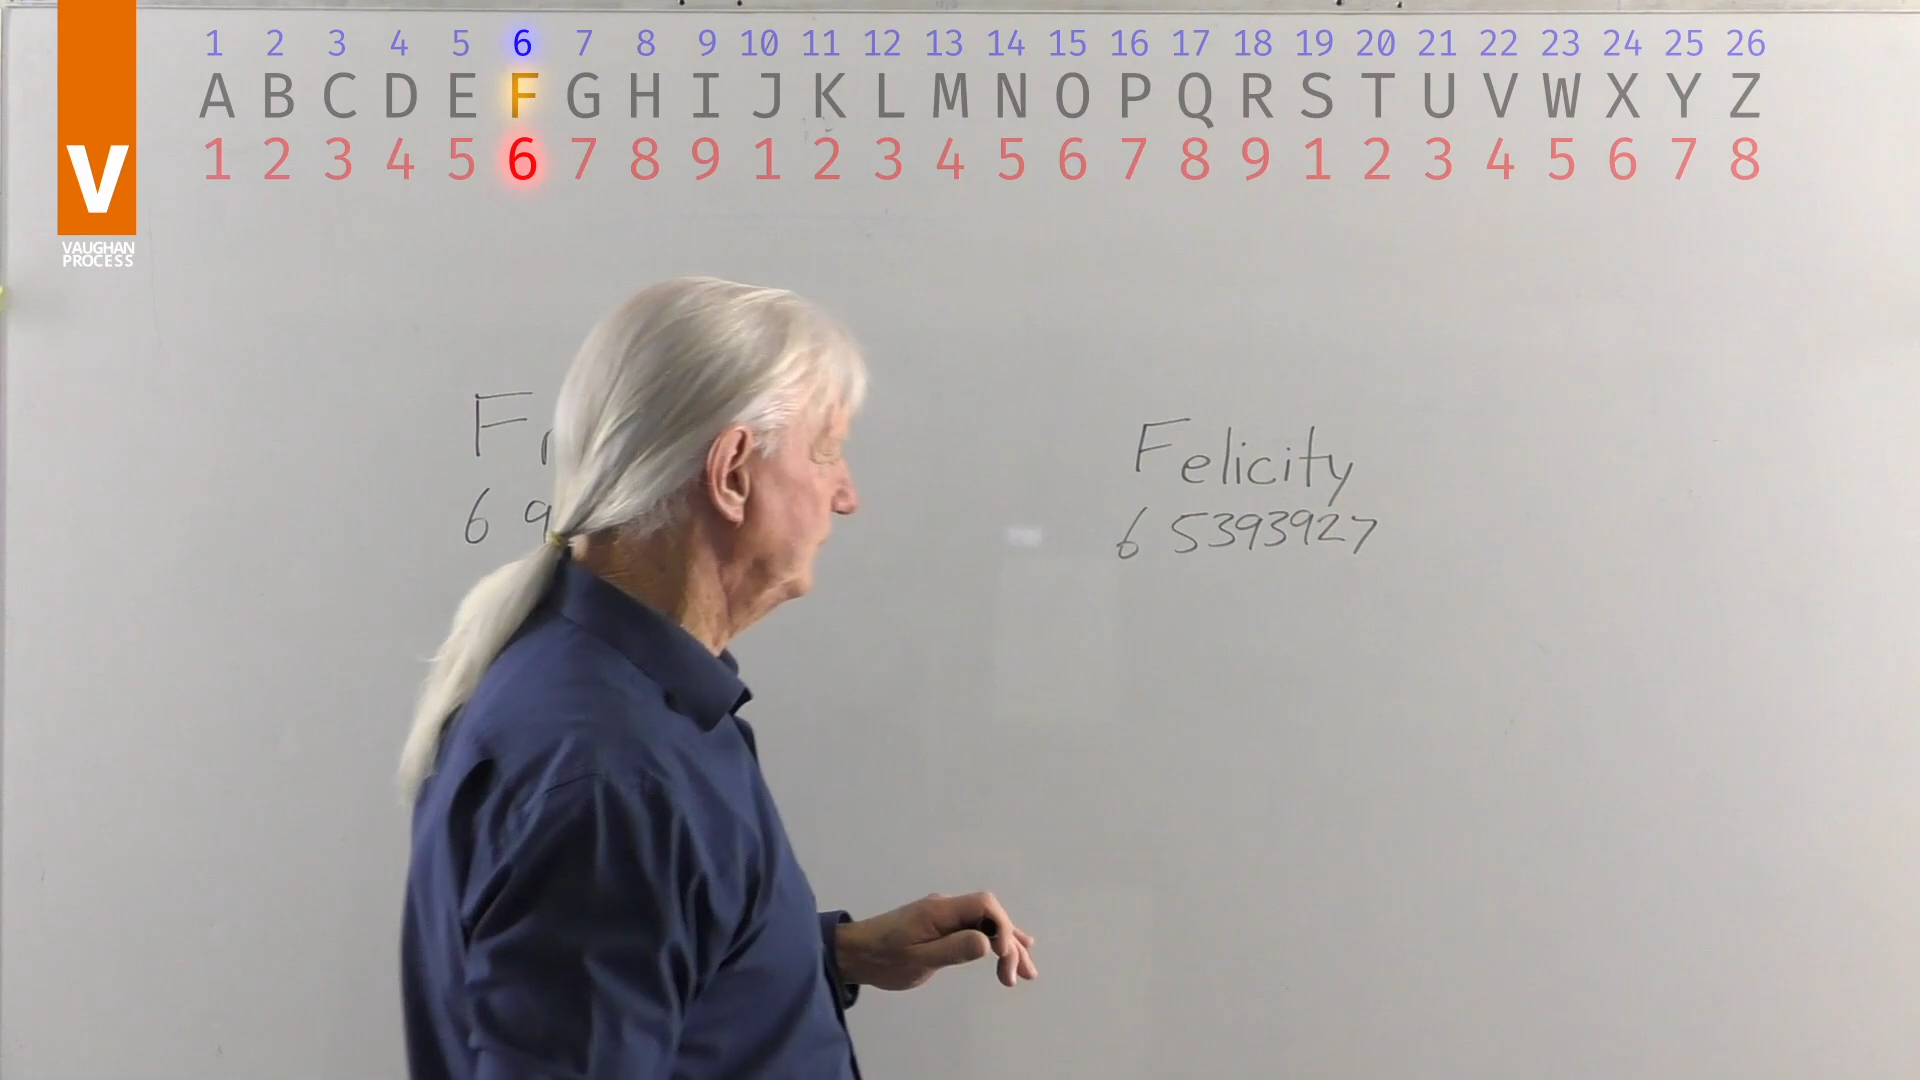 1 2 3 4 5 6 7 8 9 10 11 12 13 14 15 16 17 18 19 20 21 22 23 24 25 26
A B C D E F G H I J K L M N O P Q R S T U V W X Y Z
1 2 3 4 5 6 7 8 9 1 2 3 4 5 6 7 8 9 1 2 3 4 5 6 7 8
V
VAUGHAN
PROCESS
Fr
6 9
Felicity
6 5393927